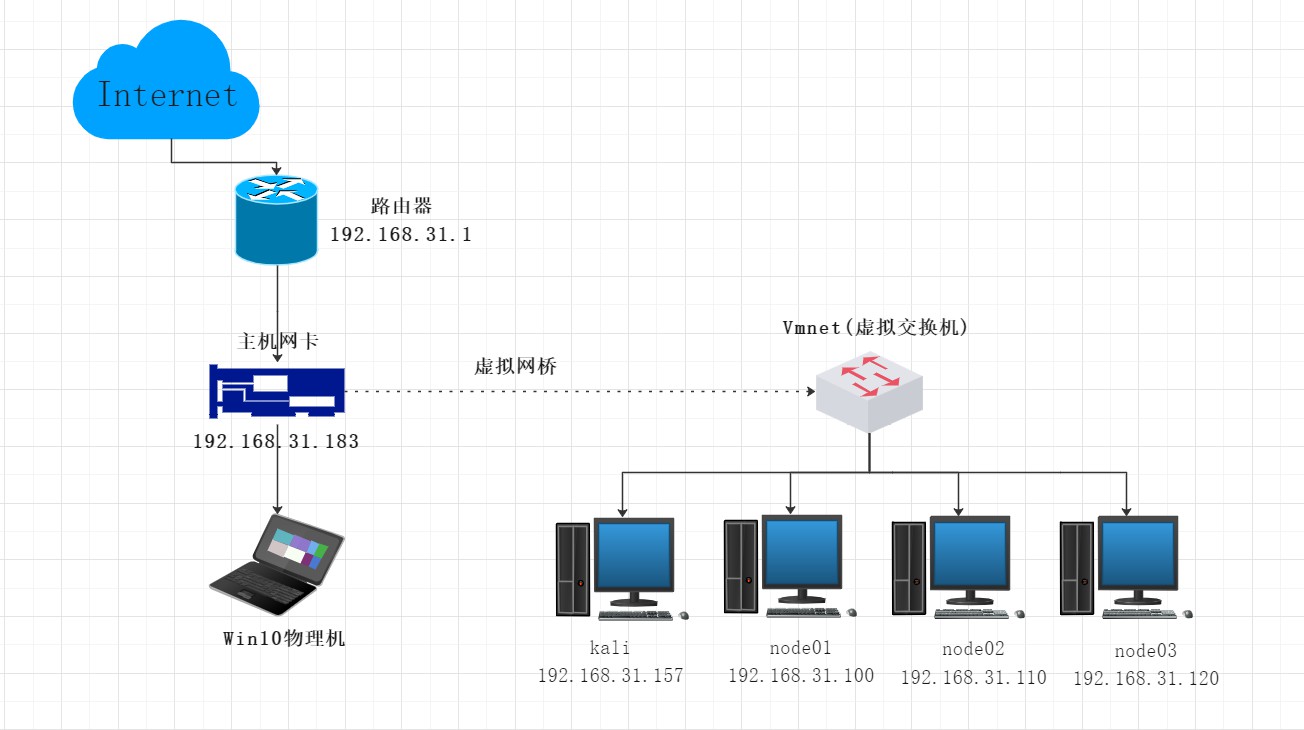 Internet
路由器
192.168.31.1
Vmnet(虚拟交换机)
主机网卡
虚拟网桥
192.168.31.183
Win10物理机
kali
192.168.31.157
node01
192.168.31.100
node02
192.168.31.110
node03
192.168.31.120